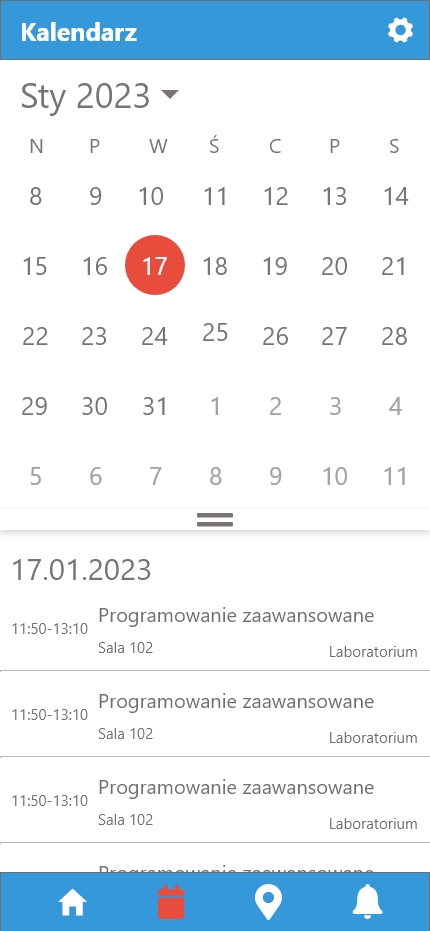 Kalendarz
Sty 2023
N P W Ś C P S
8 9 10 11 12 13 14
15 16 17 18 19 20 21
22 23 24 25 26 27 28
29 30 31 1 2 3 4
5 6 7 8 9 10 11
17.01.2023
Programowanie zaawansowane
11:50-13:10
Sala 102
Laboratorium
Programowanie zaawansowane
11:50-13:10
Sala 102
Laboratorium
Programowanie zaawansowane
11:50-13:10
Sala 102
Laboratorium
Programowanie zaawansowane